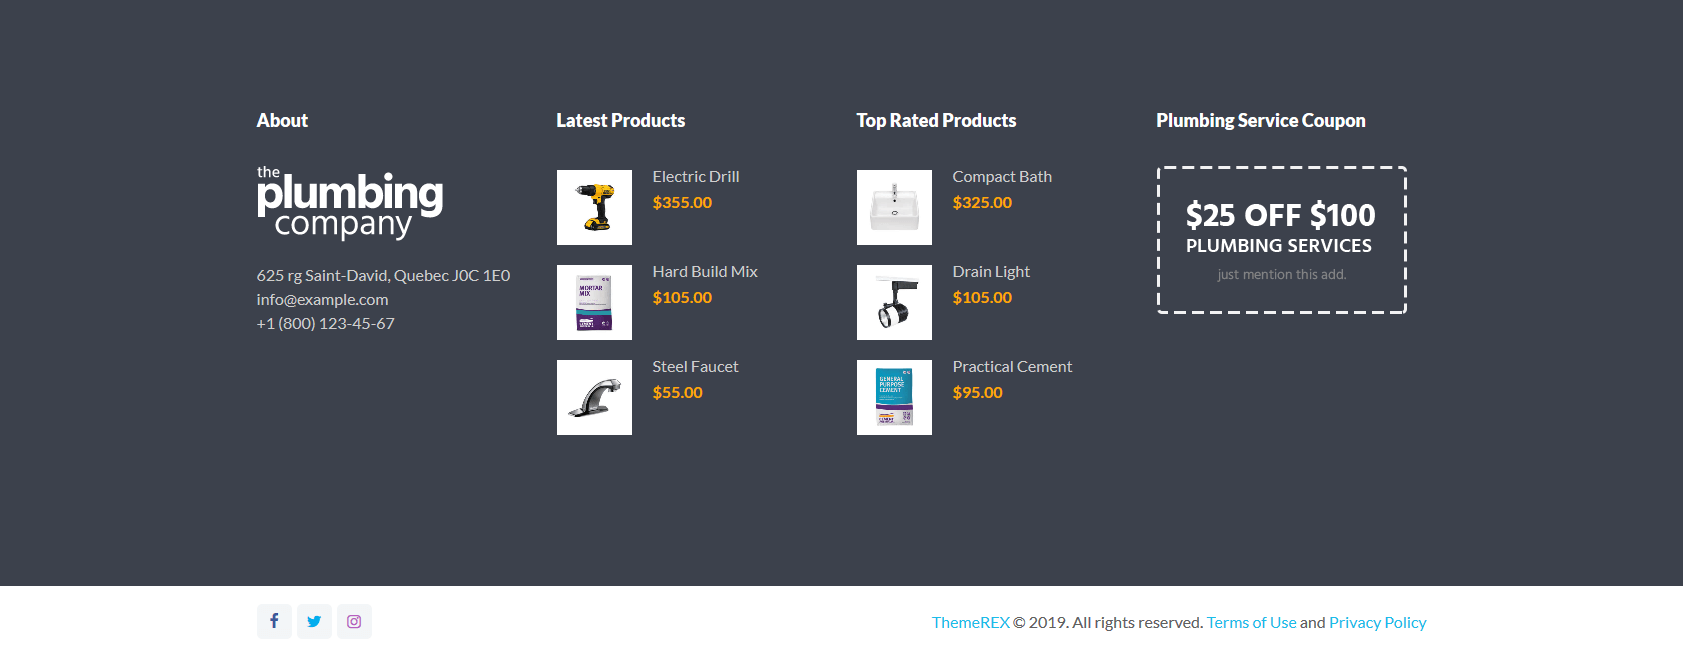 About
the
plumbing
company
625 rg Saint-David, Quebec J0C 1E0
info@example.com
+1 (800) 123-45-67
Latest Products
Electric Drill
$355.00
MORTAR
MIX
Hard Build Mix
$105.00
Steel Faucet
$55.00
Top Rated Products
Compact Bath
$325.00
Drain Light
$105.00
GENERAL
PURPOSE
CEMENT
Practical Cement
$95.00
Plumbing Service Coupon
$25 OFF $100
PLUMBING SERVICES
just mention this add.
ThemeREX © 2019. All rights reserved. Terms of Use and Privacy Policy